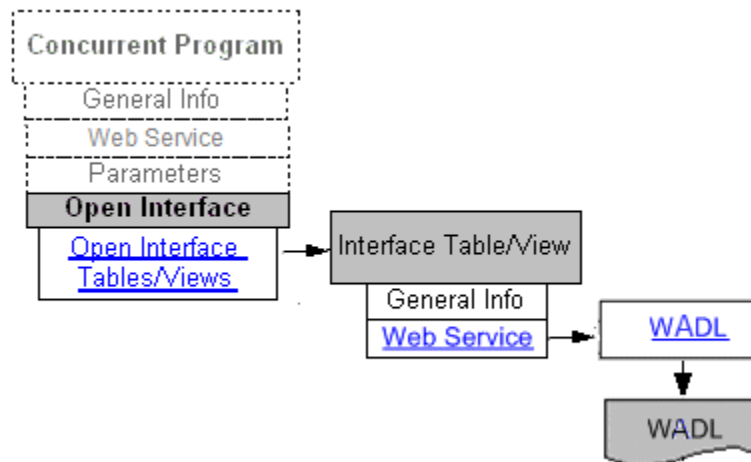 Concurrent Program
General Info
Web Service
Parameters
Open Interface
Open Interface
Tables/Views
Interface Table/View
General Info
Web Service
WADL
WADL